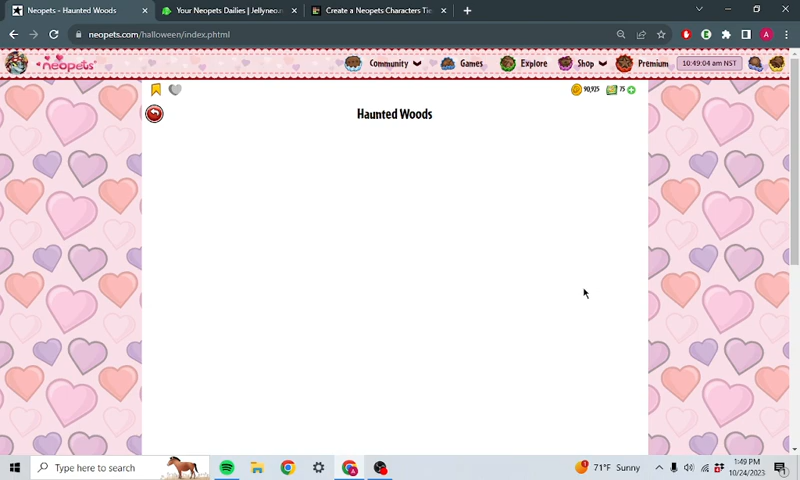 Neopets - Haunted Woods
Your Neopets Dailies | Jellyneo.n
Create a Neopets Characters Tie
neopets.com/halloween/index.phtml
A
neopets
Community
Games
Explore
Shop
Premium
10:49:04 am NST
90,925
75
Haunted Woods
Type here to search
71°F Sunny
1:49 PM
10/24/2023